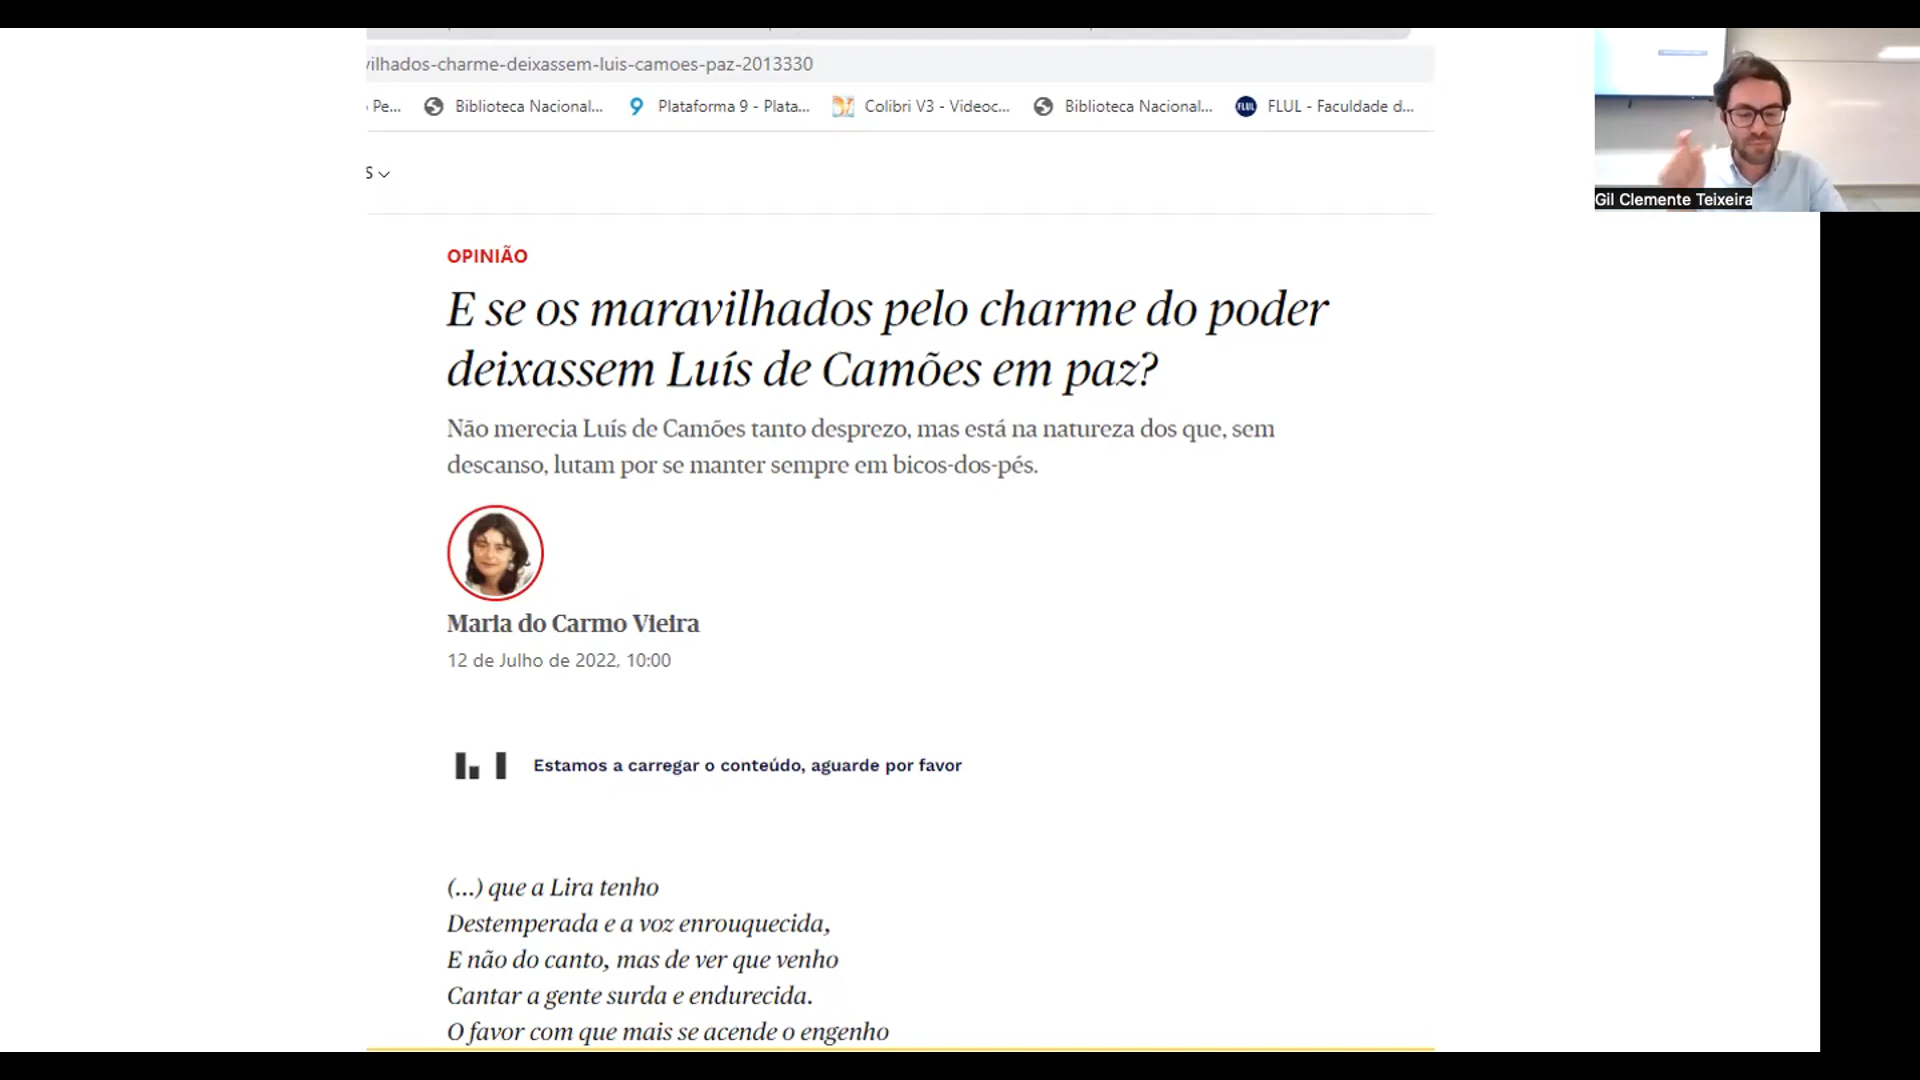 vilhados-charme-deixassem-luis-camoes-paz-2013330
Pe... Biblioteca Nacional... Plataforma 9 - Plata... Colibri V3 - Videoc... Biblioteca Nacional... FLUL FLUL - Faculdade d...
S
Gil Clemente Teixeira
OPINIÃO
E se os maravilhados pelo charme do poder
deixassem Luís de Camões em paz?
Não merecia Luís de Camões tanto desprezo, mas está na natureza dos que, sem
descanso, lutam por se manter sempre em bicos-dos-pés.
Maria do Carmo Vieira
12 de Julho de 2022, 10:00
Estamos a carregar o conteúdo, aguarde por favor
(...) que a Lira tenho
Destemperada e a voz enrouquecida,
E não do canto, mas de ver que venho
Cantar a gente surda e endurecida.
O favor com que mais se acende o engenho